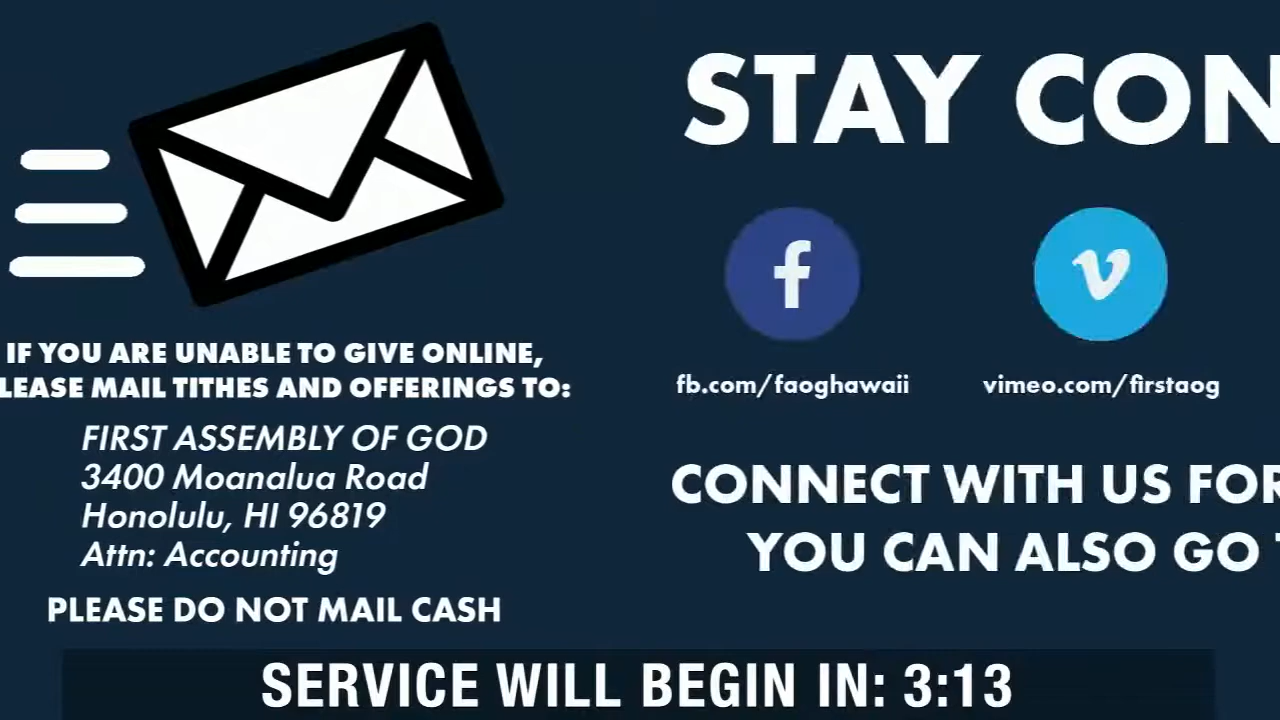 IF YOU ARE UNABLE TO GIVE ONLINE,
LEASE MAIL TITHES AND OFFERINGS TO:
FIRST ASSEMBLY OF GOD
3400 Moanalua Road
Honolulu, HI 96819
Attn: Accounting
PLEASE DO NOT MAIL CASH
STAY CON
fb.com/faoghawaii
vimeo.com/firstaog
CONNECT WITH US FOR
YOU CAN ALSO GO T
SERVICE WILL BEGIN IN: 3:13